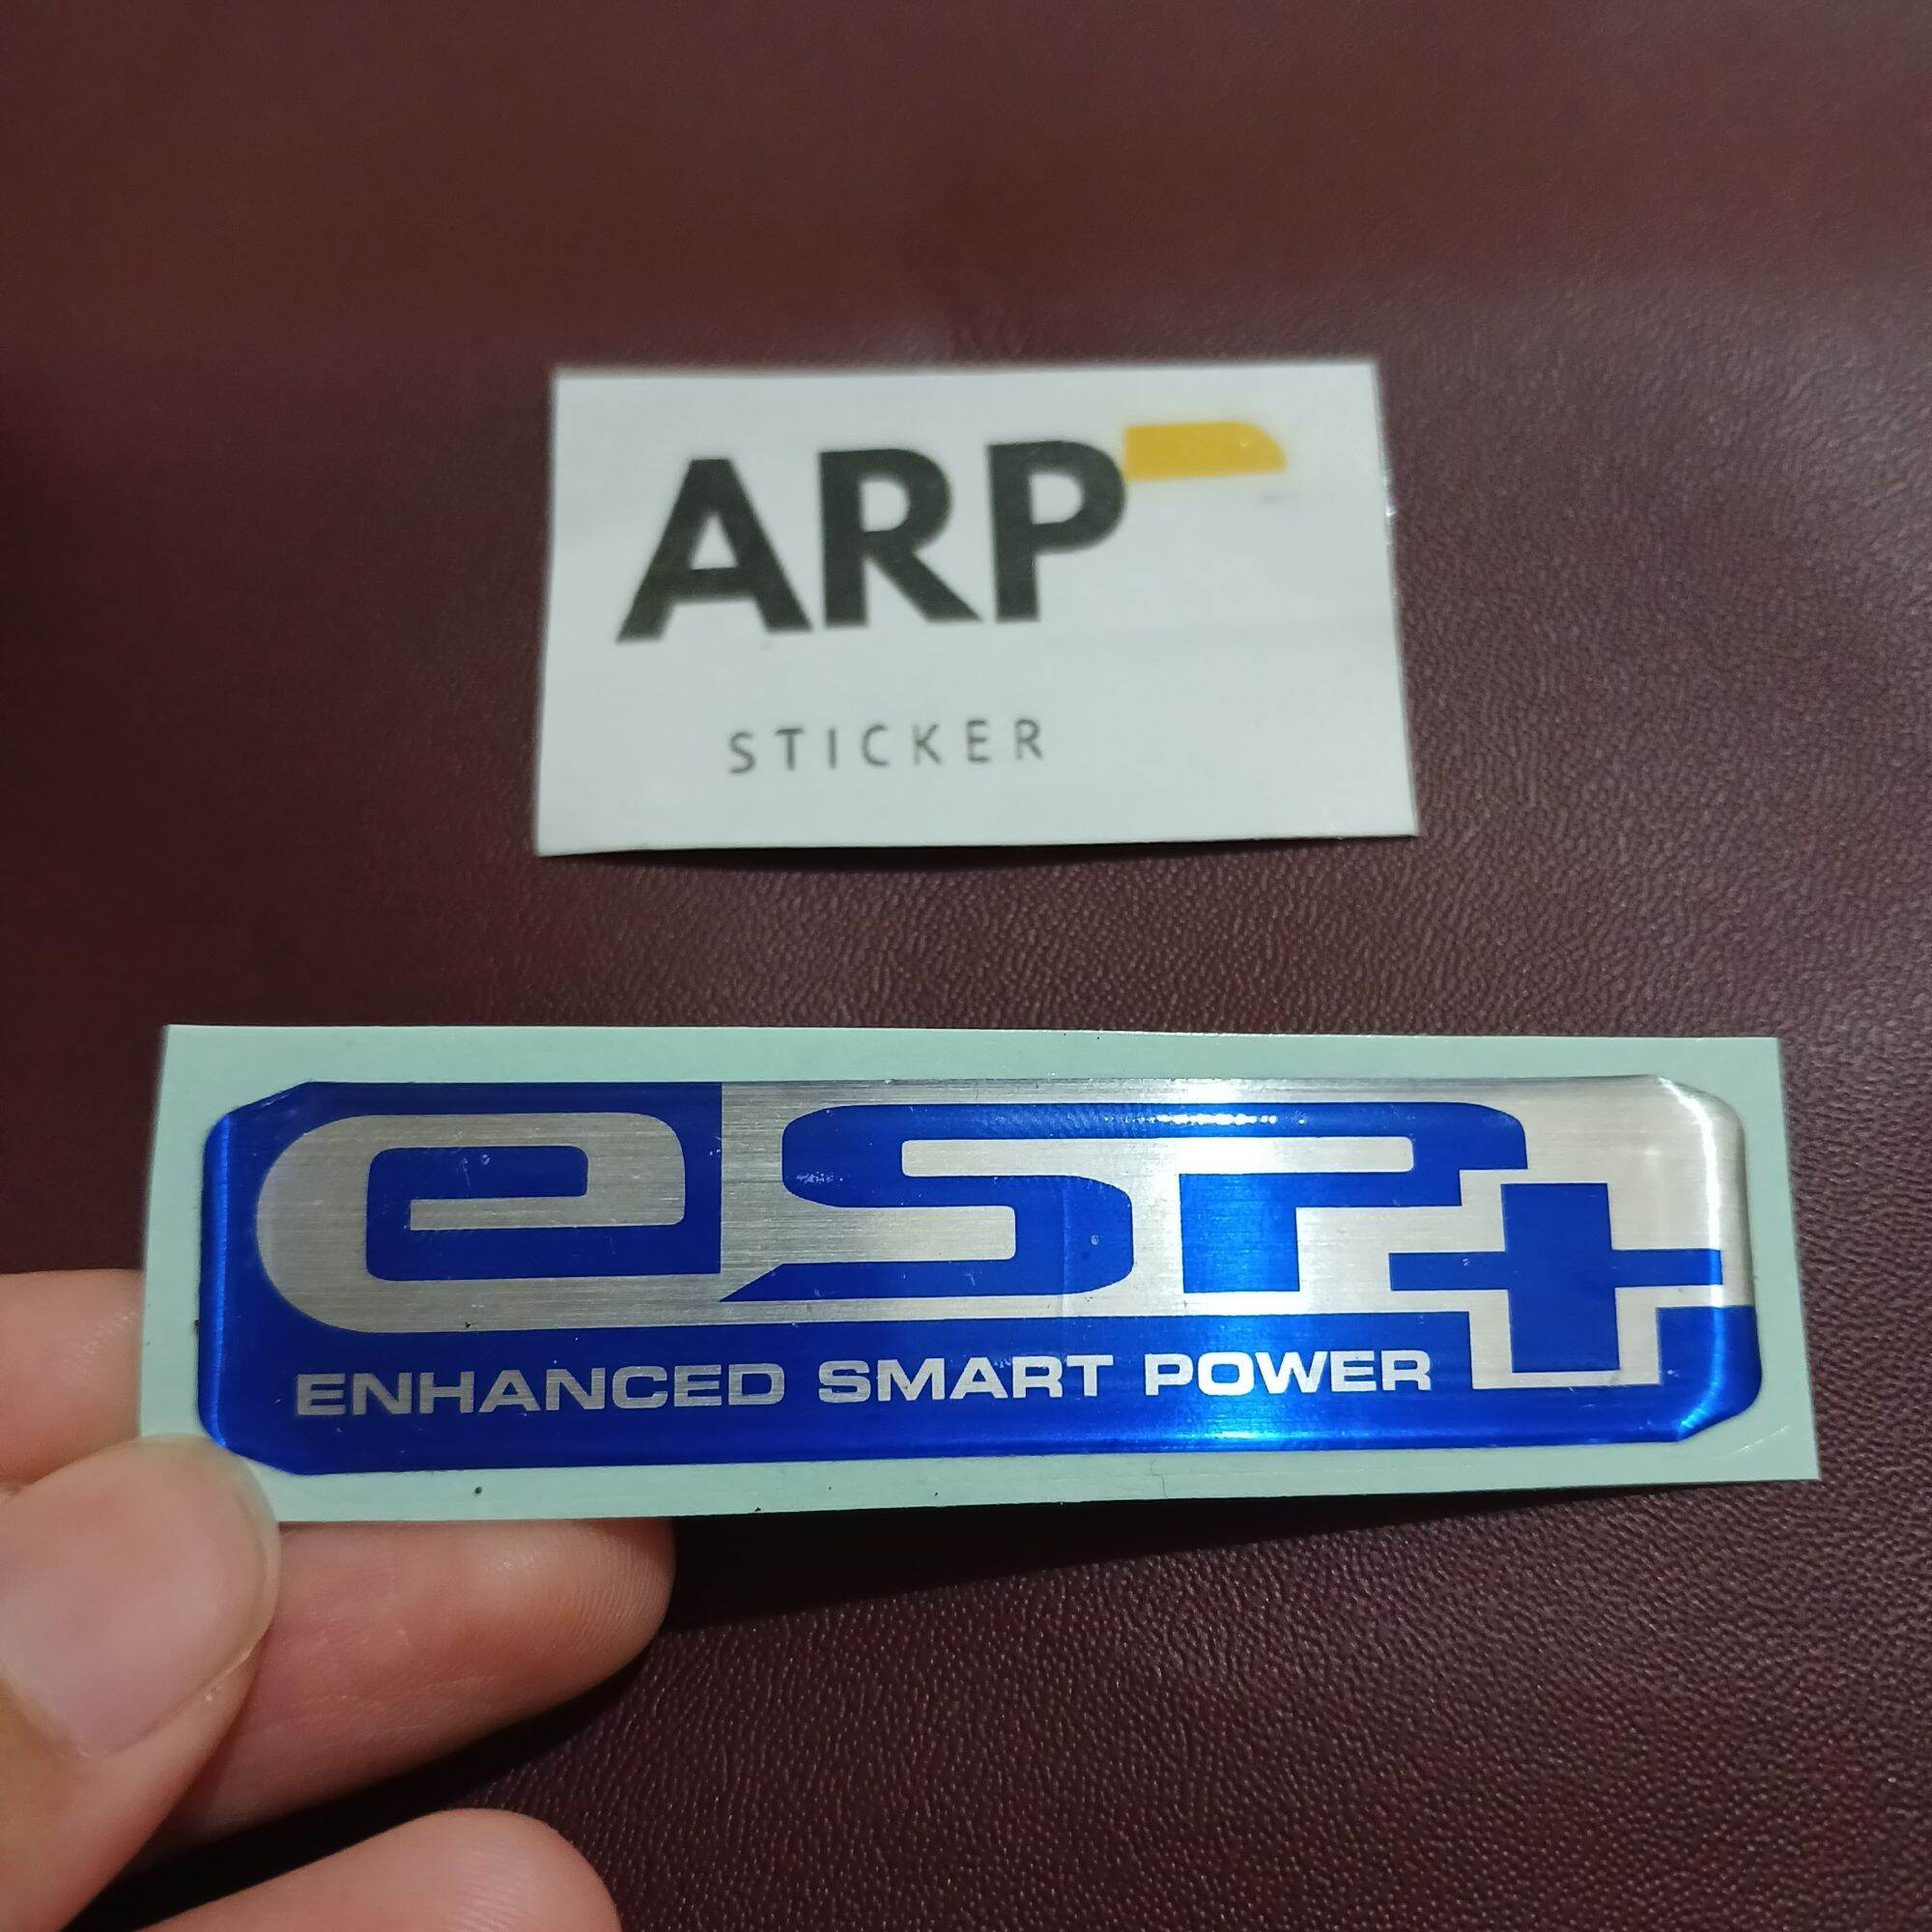 ARP
STICKER
eSP+
ENHANCED SMART POWER